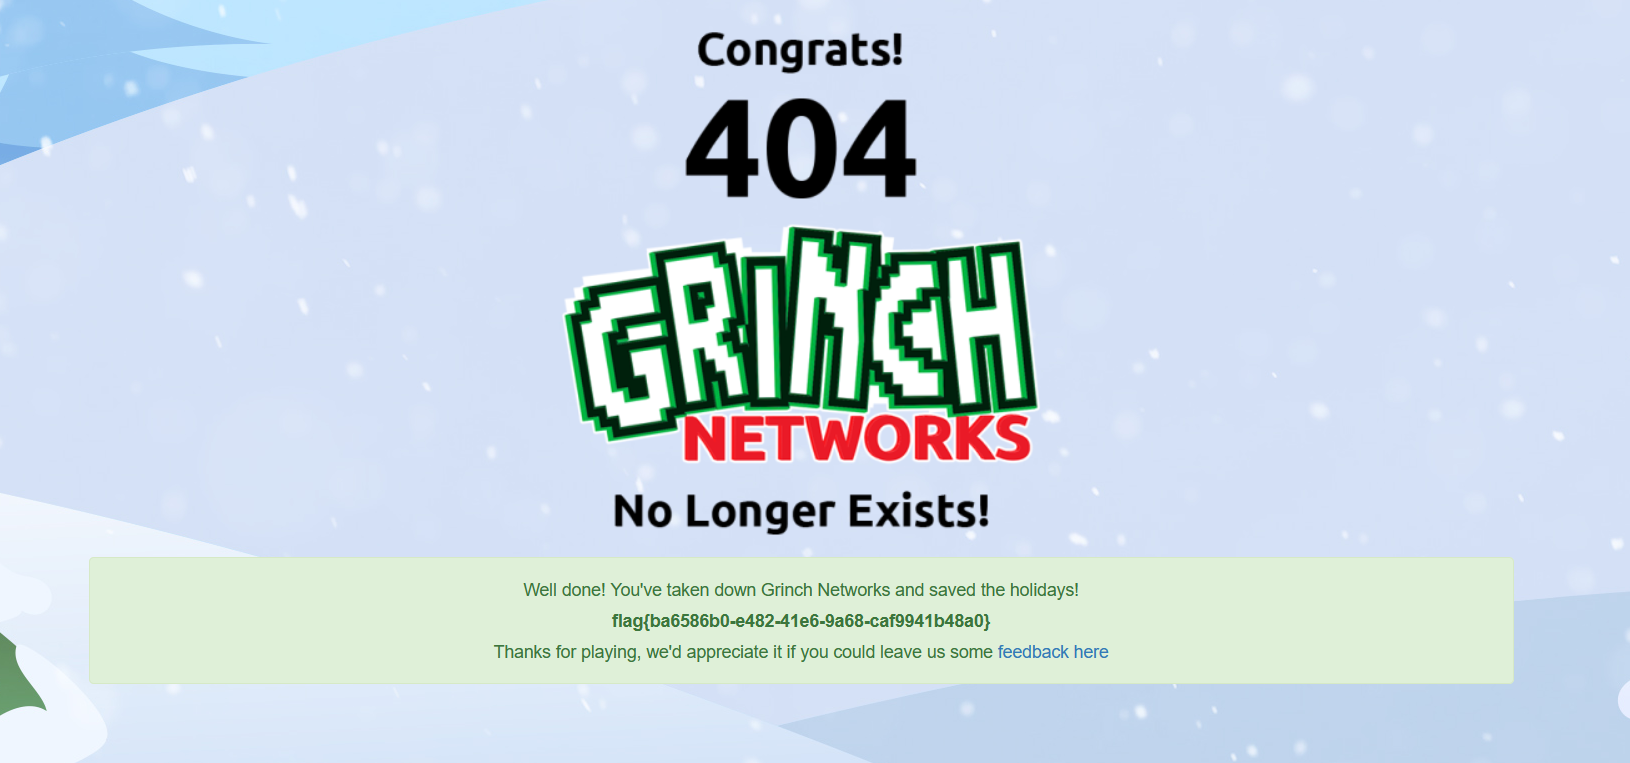 Congrats!
404
GRINCH
NETWORKS
No Longer Exists!
Well done! You've taken down Grinch Networks and saved the holidays!
flag{ba6586b0-e482-41e6-9a68-caf9941b48a0}
Thanks for playing, we'd appreciate it if you could leave us some feedback here